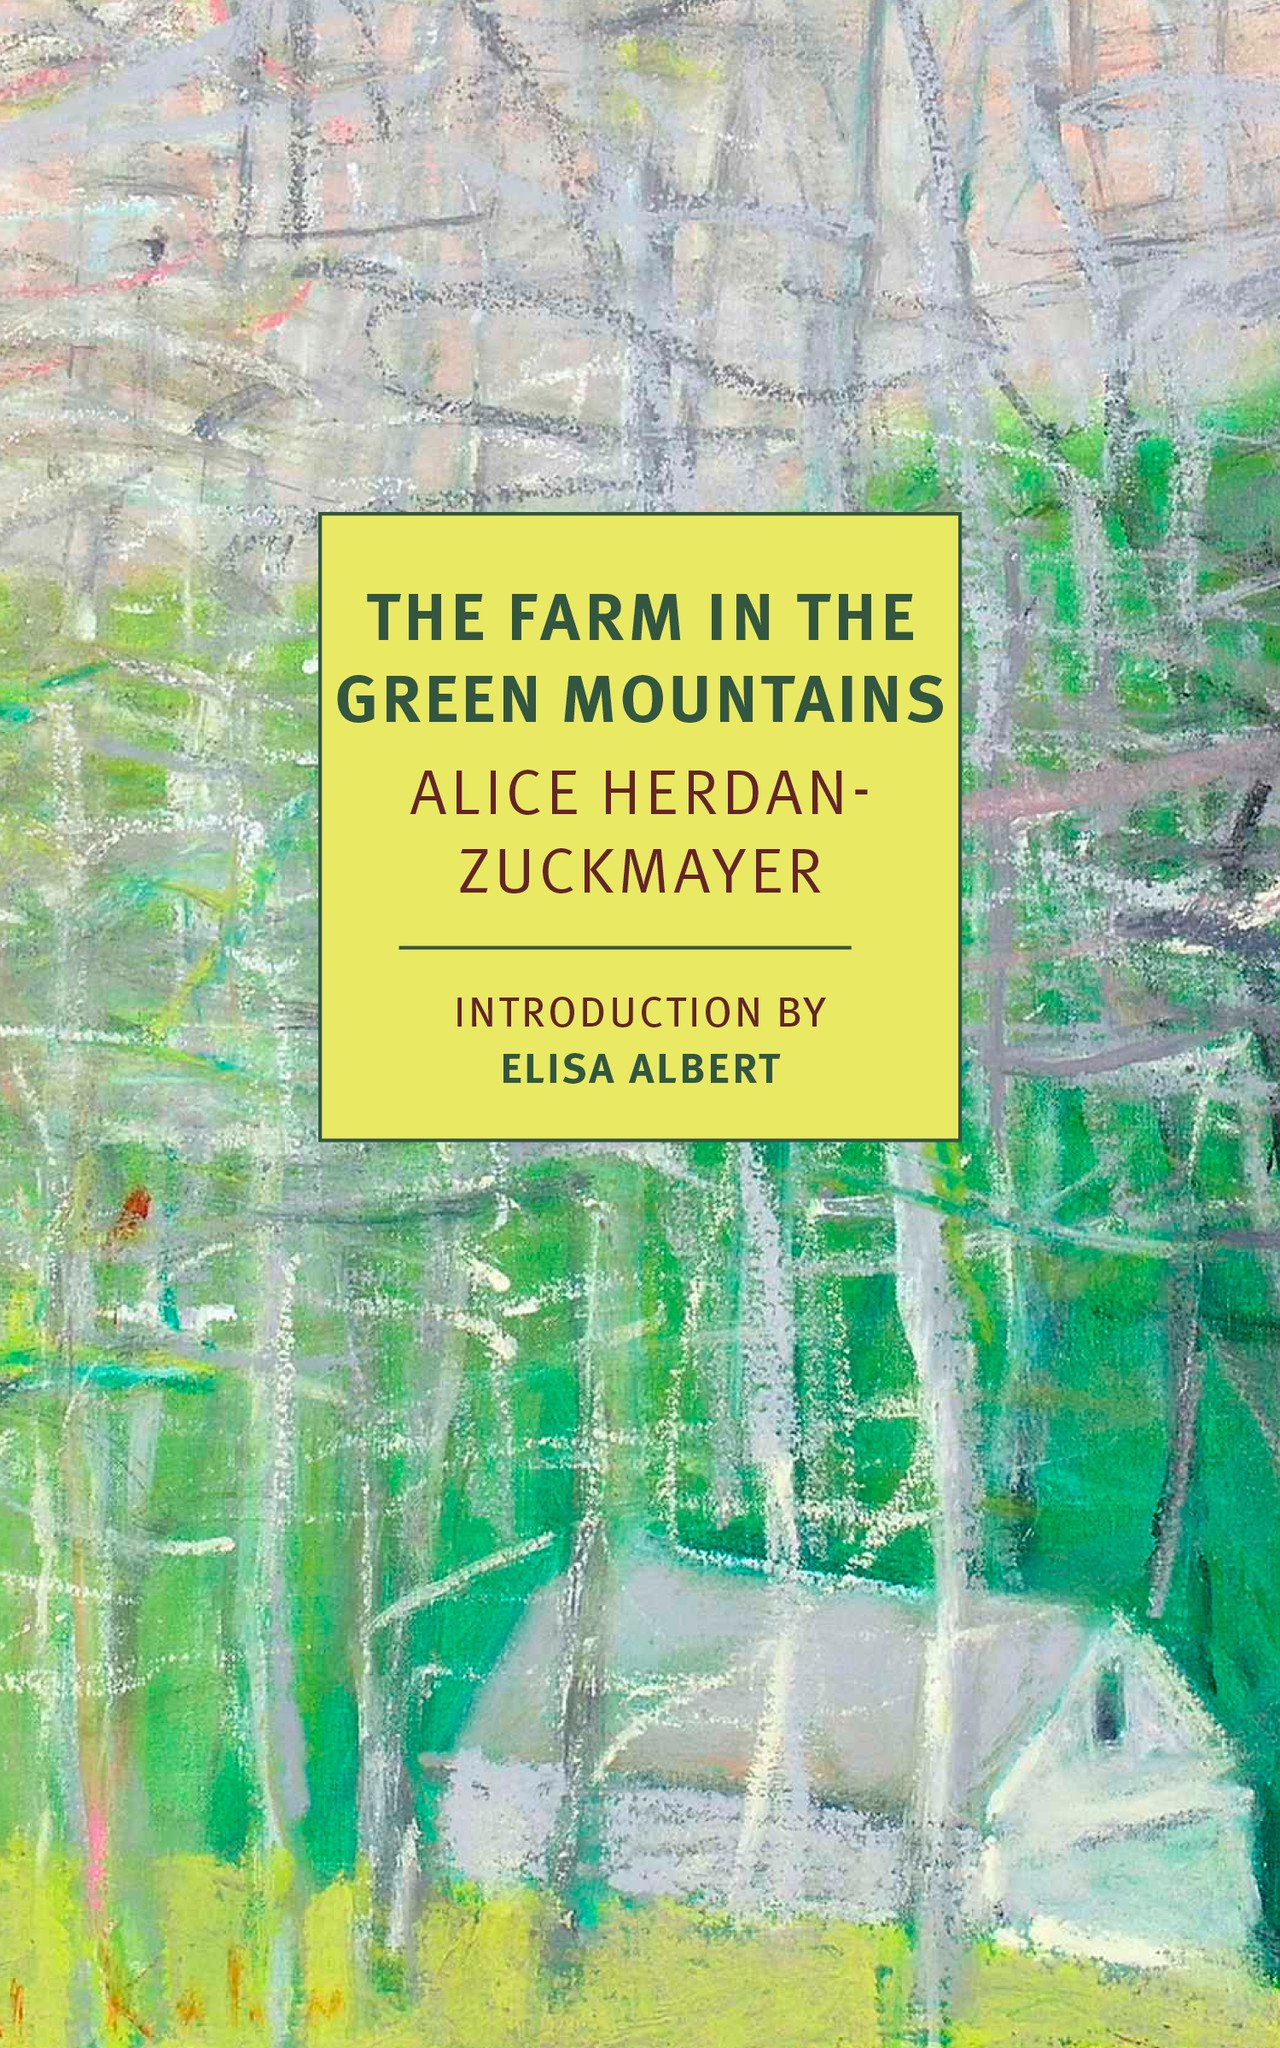 THE FARM IN THE
GREEN MOUNTAINS
ALICE HERDAN-
ZUCKMAYER
INTRODUCTION BY
ELISA ALBERT